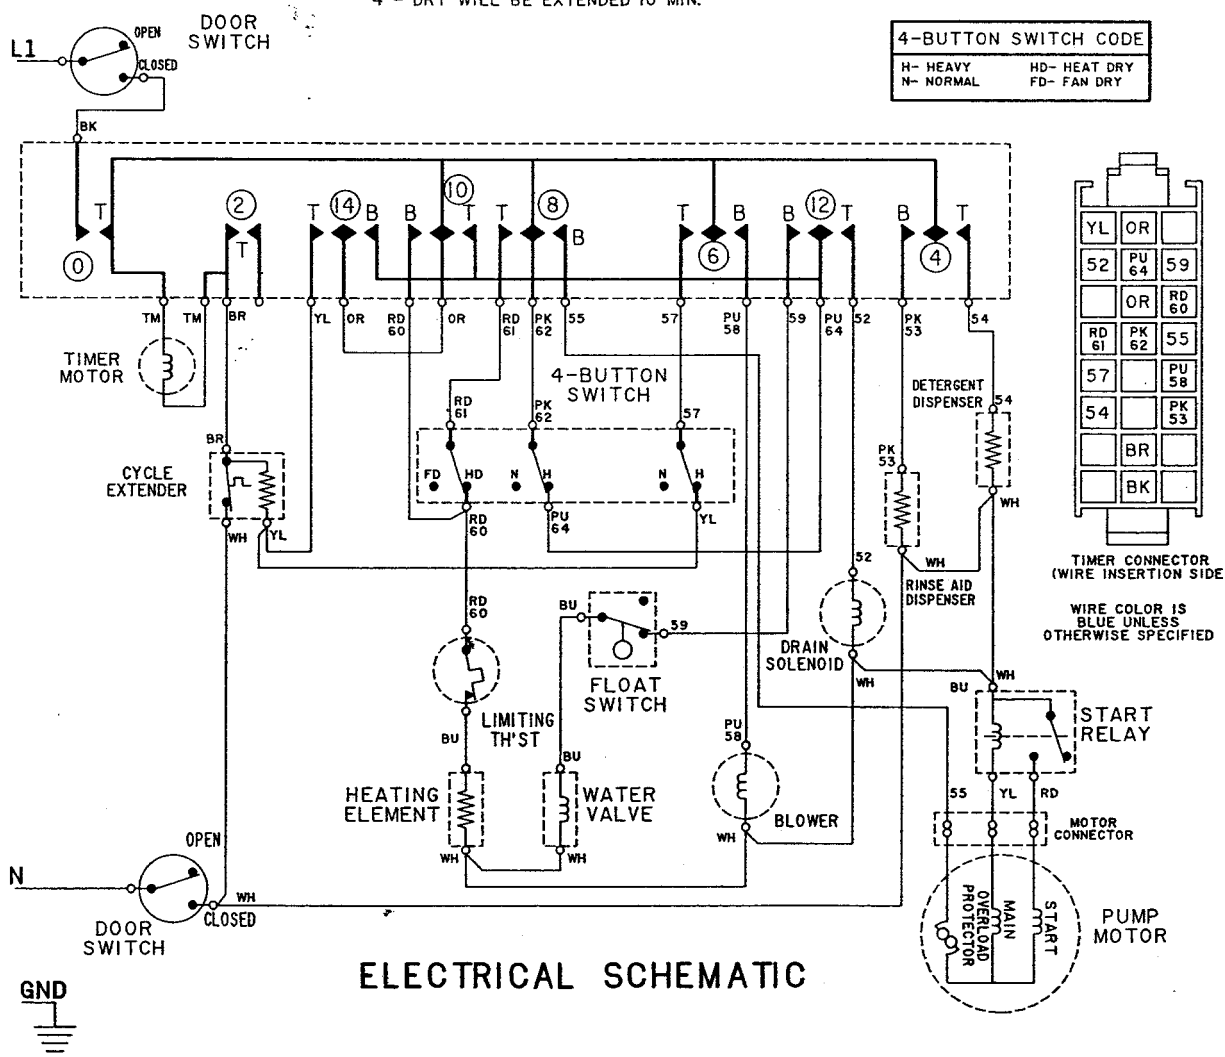 4 - DRY WILL BE EXTENDED 10 MIN.
DOOR
SWITCH
OPEN
L1
CLOSED
BK
4-BUTTON SWITCH CODE
H- HEAVY HD- HEAT DRY
N- NORMAL FD- FAN DRY
T 2 T 14 B B 10 T T 8 B T B B 12 T B T
T
0 6 4
TM TM BR YL OR RD 60 OR RD 61 PK 62 55 57 PU 58 59 PU 64 52 PK 53 54
TIMER
MOTOR
4-BUTTON
SWITCH
DETERGENT
DISPENSER
54
RD
61
PK
62
57
BR
CYCLE
EXTENDER
FD HD N H N H
PK
53
WH
YL
RD
60
PU
64
YL
WH
WH
RINSE AID
DISPENSER
YL OR
52 PU 64 59
OR RD 60
RD 61 PK 62 55
57 PU 58
54 PK 53
BR
BK
TIMER CONNECTOR
(WIRE INSERTION SIDE
WIRE COLOR IS
BLUE UNLESS
OTHERWISE SPECIFIED
52
RD
60
BU
59
FLOAT
SWITCH
DRAIN
SOLENOID
WH
WH
BU
START
RELAY
LIMITING
TH'ST
BU
PU
58
BU
HEATING
ELEMENT
WATER
VALVE
BLOWER
WH
WH
WH
55 YL RD
MOTOR
CONNECTOR
OPEN
N
CLOSED
WH
DOOR
SWITCH
OVERLOAD
PROTECTOR
MAIN
START
PUMP
MOTOR
ELECTRICAL SCHEMATIC
GND